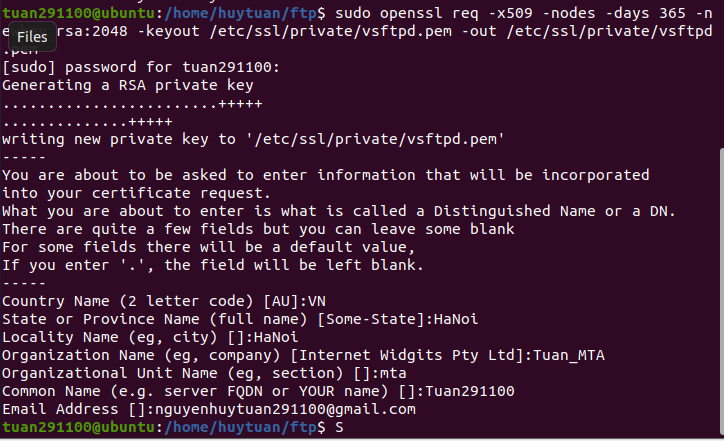 tuan291100@ubuntu:/home/huytuan/ftp$ sudo openssl req -x509 -nodes -days 365 -n
Files
rsa:2048 -keyout /etc/ssl/private/vsftpd.pem -out /etc/ssl/private/vsftpd
.pem
[sudo] password for tuan291100:
Generating a RSA private key
........................+++++
..............+++++
writing new private key to '/etc/ssl/private/vsftpd.pem'
-----
You are about to be asked to enter information that will be incorporated
into your certificate request.
What you are about to enter is what is called a Distinguished Name or a DN.
There are quite a few fields but you can leave some blank
For some fields there will be a default value,
If you enter '.', the field will be left blank.
-----
Country Name (2 letter code) [AU]:VN
State or Province Name (full name) [Some-State]:HaNoi
Locality Name (eg, city) []:HaNoi
Organization Name (eg, company) [Internet Widgits Pty Ltd]:Tuan_MTA
Organizational Unit Name (eg, section) []:mta
Common Name (e.g. server FQDN or YOUR name) []:Tuan291100
Email Address []:nguyenhuytuan291100@gmail.com
tuan291100@ubuntu:/home/huytuan/ftp$ S